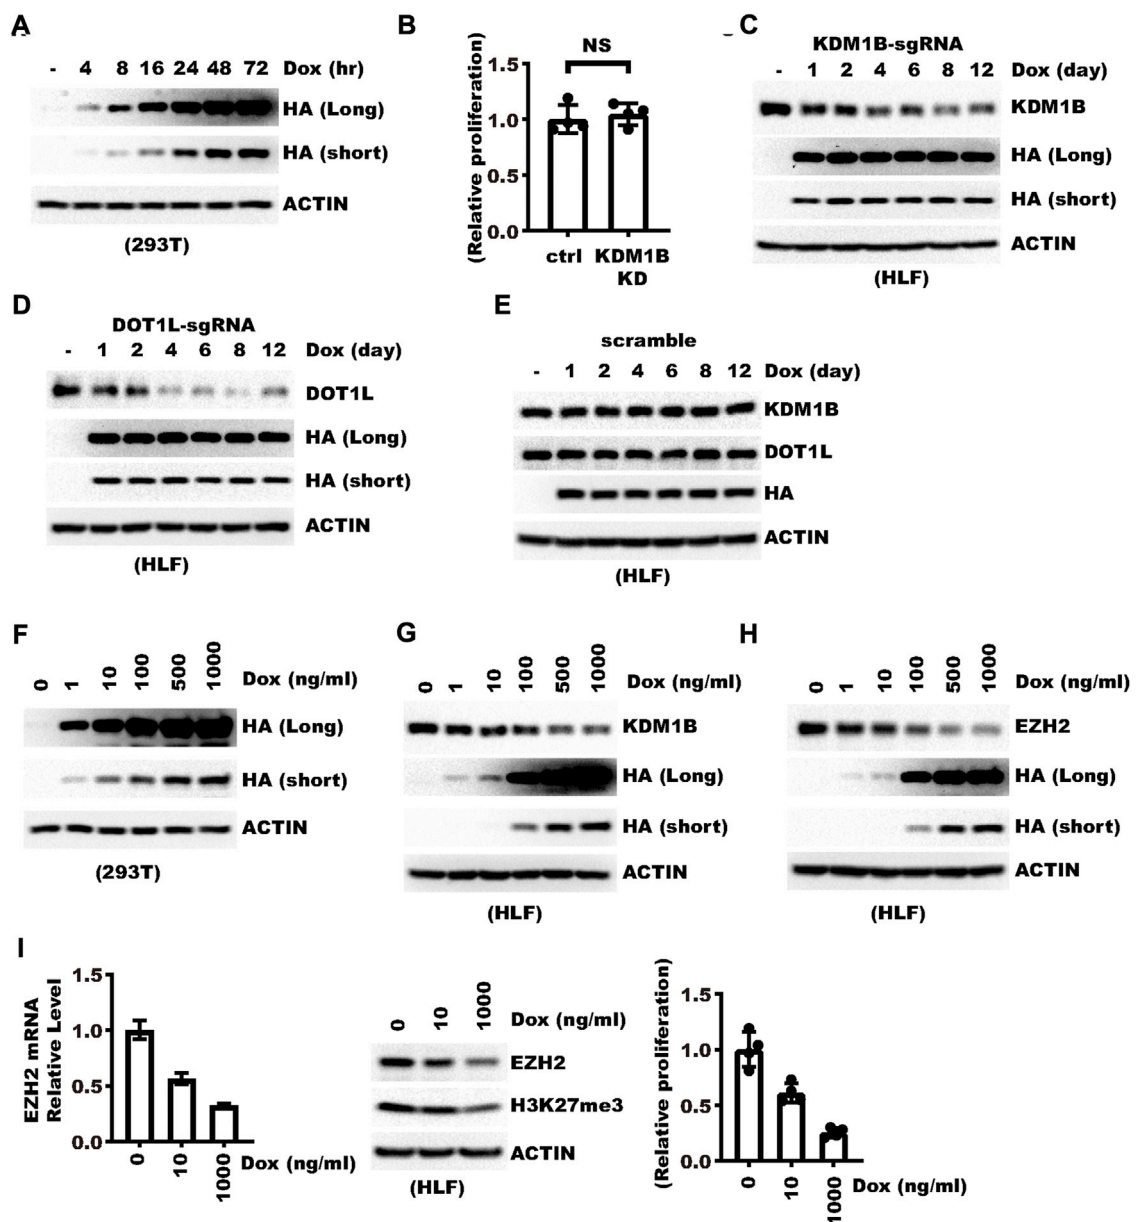 A
- 4 8 16 24 48 72 Dox (hr)
HA (Long)
HA (short)
ACTIN
(293T)
B
NS
1.5
1.0
0.5
0.0
(Relative proliferation)
ctrl KDM1B
KD
C
KDM1B-sgRNA
- 1 2 4 6 8 12 Dox (day)
KDM1B
HA (Long)
HA (short)
ACTIN
(HLF)
D
DOT1L-sgRNA
- 1 2 4 6 8 12 Dox (day)
DOT1L
HA (Long)
HA (short)
ACTIN
(HLF)
E
scramble
- 1 2 4 6 8 12 Dox (day)
KDM1B
DOT1L
HA
ACTIN
(HLF)
F
0 1 10 100 500 1000 Dox (ng/ml)
HA (Long)
HA (short)
ACTIN
(293T)
G
0 1 10 100 500 1000 Dox (ng/ml)
KDM1B
HA (Long)
HA (short)
ACTIN
(HLF)
H
0 1 10 100 500 1000 Dox (ng/ml)
EZH2
HA (Long)
HA (short)
ACTIN
(HLF)
I
EZH2 mRNA
Relative Level
1.5
1.0
0.5
0.0
0 10 1000 Dox (ng/ml)
0 10 1000 Dox (ng/ml)
EZH2
H3K27me3
ACTIN
(HLF)
(Relative proliferation)
1.5
1.0
0.5
0.0
0 10 1000 Dox (ng/ml)